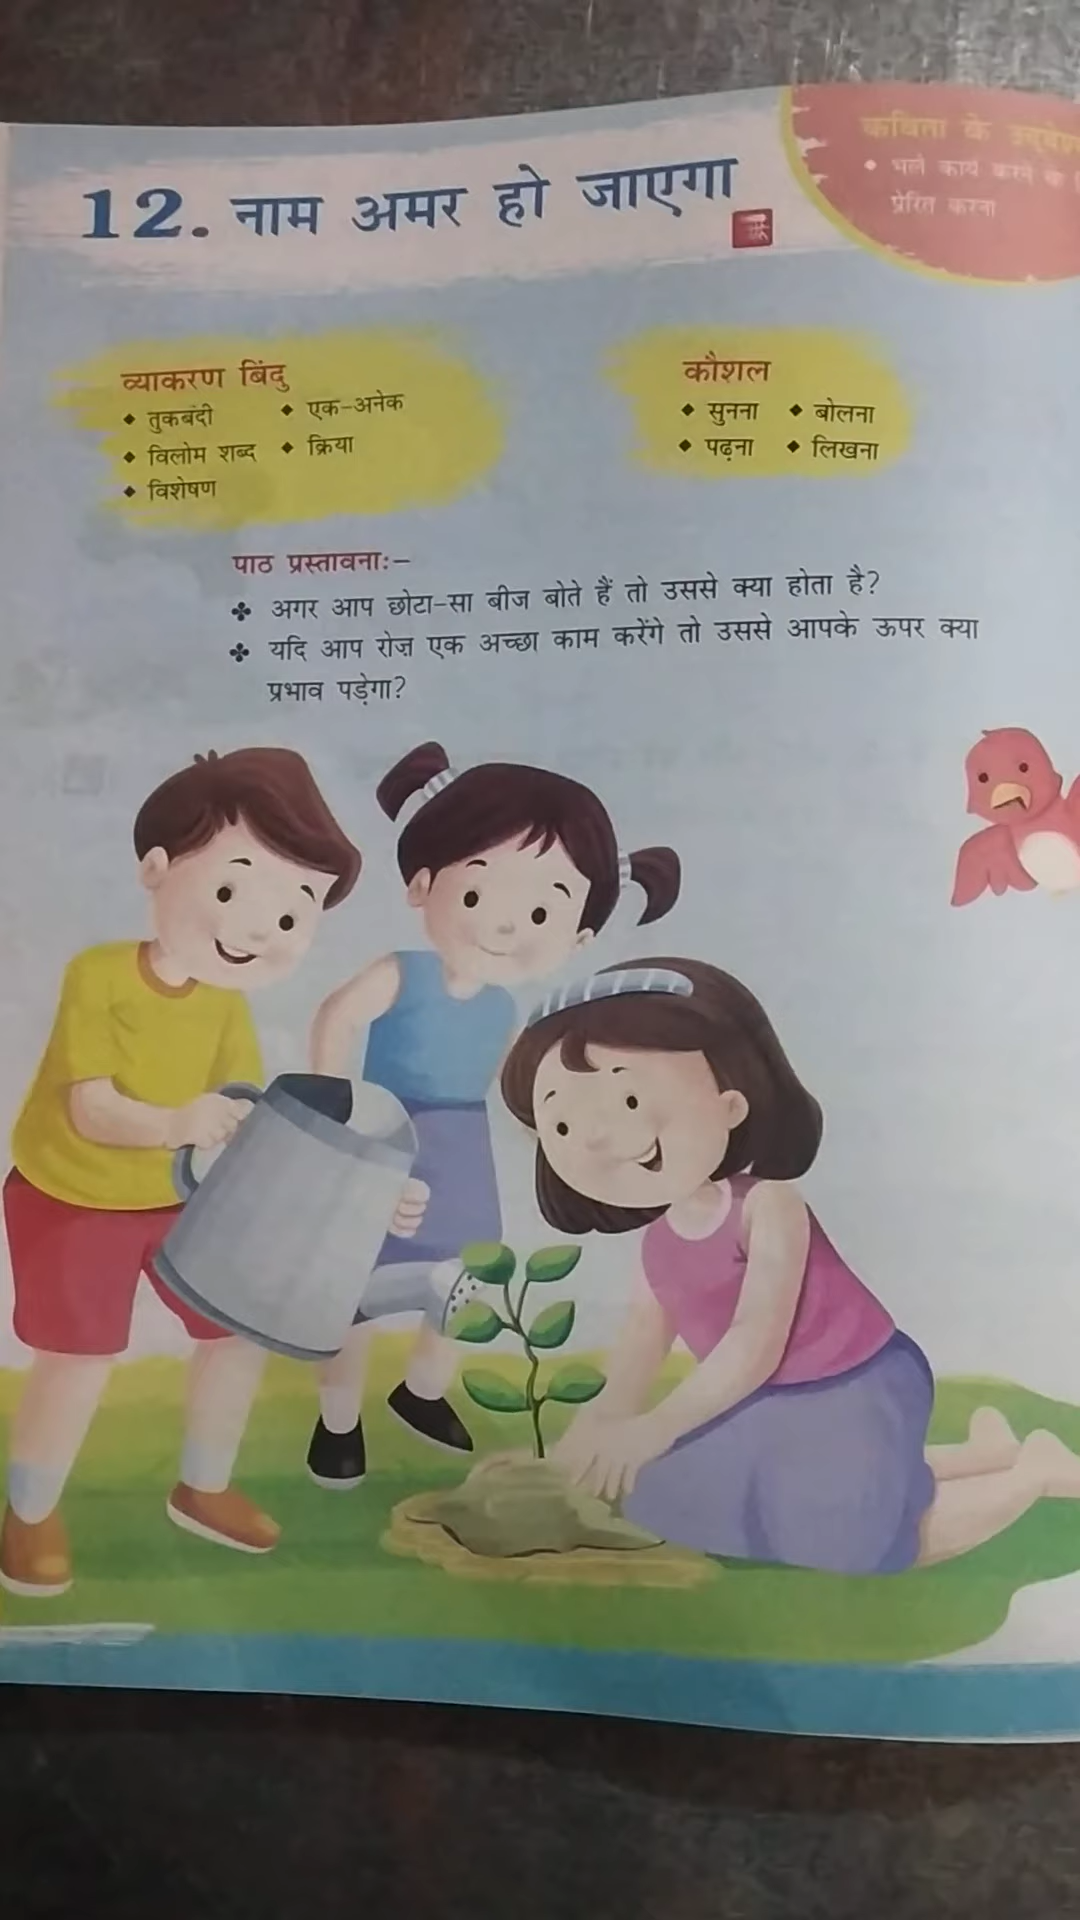 12. नाम अमर हो जाएगा
कविता के उद्देश्य
• भले कार्य करने के
प्रेरित करना
व्याकरण बिंदु
◆ तुकबंदी ◆ एक-अनेक
◆ विलोम शब्द ◆ क्रिया
◆ विशेषण
कौशल
◆ सुनना ◆ बोलना
◆ पढ़ना ◆ लिखना
पाठ प्रस्तावनाः–
❖ अगर आप छोटा-सा बीज बोते हैं तो उससे क्या होता है?
❖ यदि आप रोज़ एक अच्छा काम करेंगे तो उससे आपके ऊपर क्या
प्रभाव पड़ेगा?